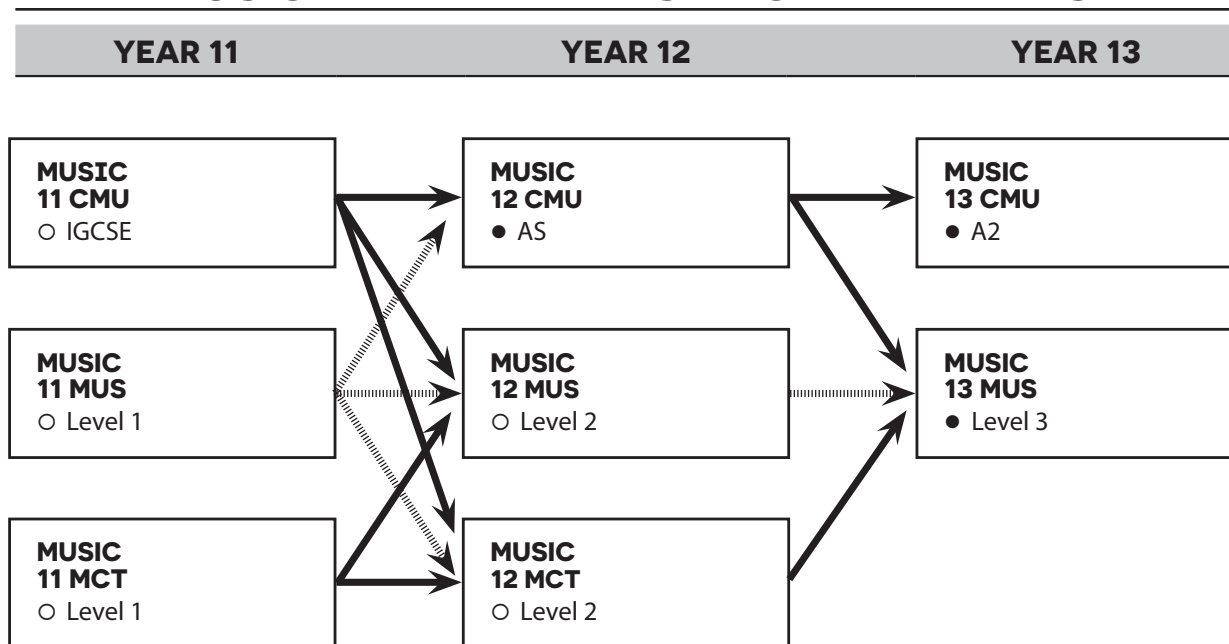 YEAR 11
YEAR 12
YEAR 13
MUSIC
11 CMU
○ IGCSE
MUSIC
12 CMU
● AS
MUSIC
13 CMU
● A2
MUSIC
11 MUS
○ Level 1
MUSIC
12 MUS
○ Level 2
MUSIC
13 MUS
● Level 3
MUSIC
11 MCT
○ Level 1
MUSIC
12 MCT
○ Level 2